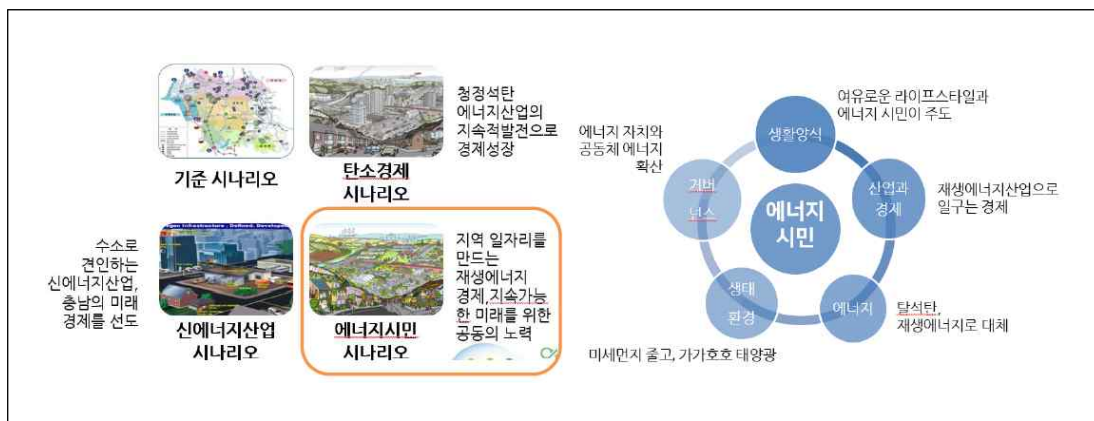 기준 시나리오
탄소경제
시나리오
청정석탄
에너지산업의
지속적발전으로
경제성장
수소로
견인하는
신에너지산업,
충남의 미래
경제를 선도
신에너지산업
시나리오
에너지시민
시나리오
지역 일자리를
만드는
재생에너지
경제,지속가능
한 미래를 위한
공동의 노력
에너지
시민
생활양식
여유로운 라이프스타일과
에너지 시민이 주도
산업과
경제
재생에너지산업으로
일구는 경제
에너지
탈석탄,
재생에너지로 대체
생태
환경
미세먼지 줄고, 가가호호 태양광
거버
넌스
에너지 자치와
공동체 에너지
확산